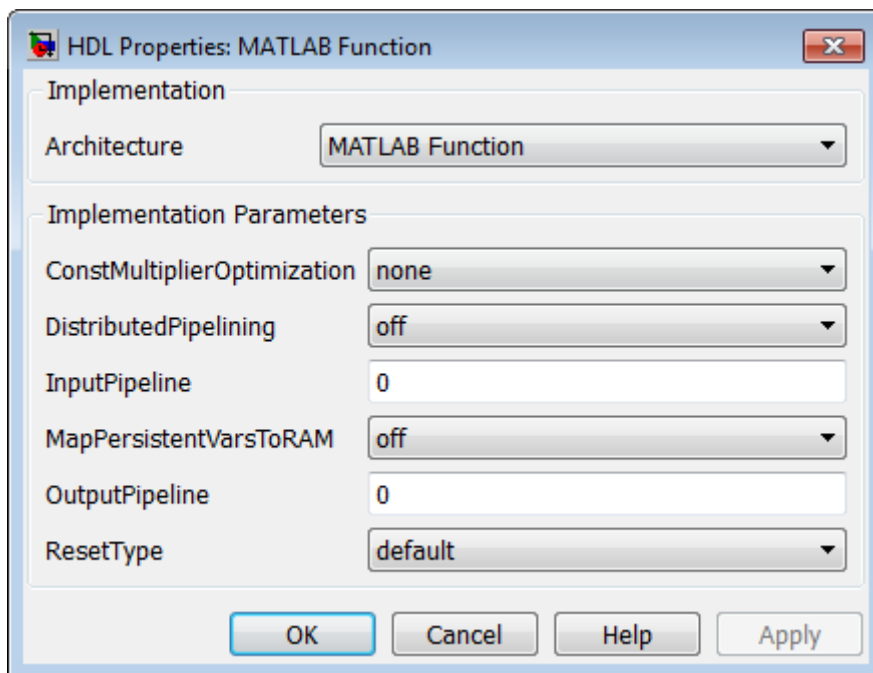 HDL Properties: MATLAB Function
Implementation
Architecture MATLAB Function
Implementation Parameters
ConstMultiplierOptimization none
DistributedPipelining off
InputPipeline 0
MapPersistentVarsToRAM off
OutputPipeline 0
ResetType default
OK Cancel Help Apply